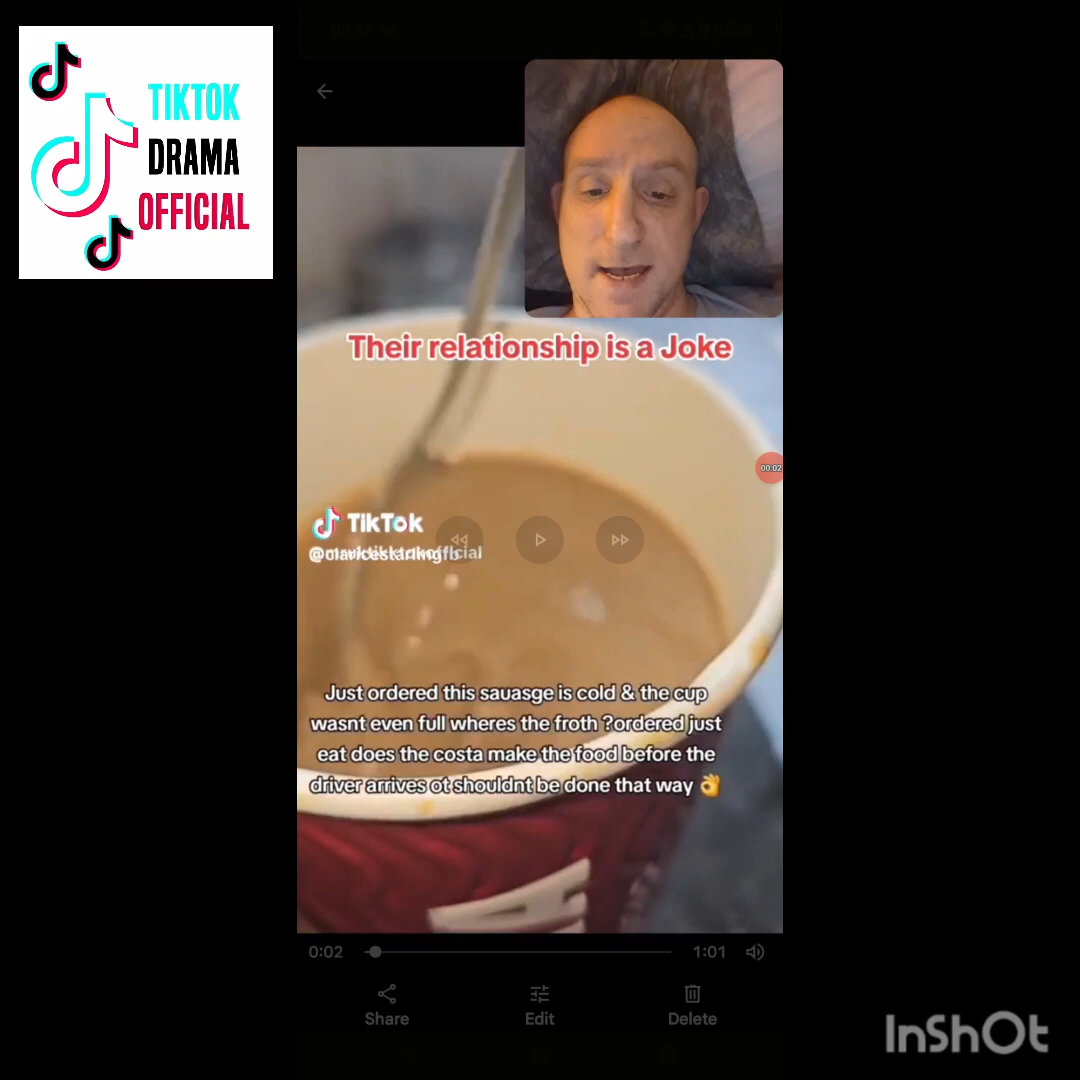 TIKTOK
DRAMA
OFFICIAL
Their relationship is a Joke
00:02
TikTok
Just ordered this sauasge is cold & the cup
wasnt even full wheres the froth ?ordered just
eat does the costa make the food before the
driver arrives ot shouldnt be done that way 👌
0:02
1:01
Share
Edit
Delete
InShOt